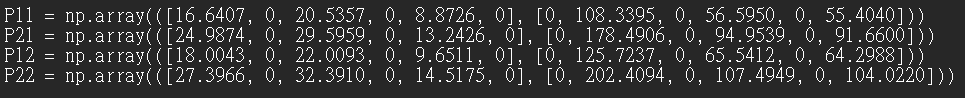 P11 = np.array(([16.6407, 0, 20.5357, 0, 8.8726, 0], [0, 108.3395, 0, 56.5950, 0, 55.4040]))
P21 = np.array(([24.9874, 0, 29.5959, 0, 13.2426, 0], [0, 178.4906, 0, 94.9539, 0, 91.6600]))
P12 = np.array(([18.0043, 0, 22.0093, 0, 9.6511, 0], [0, 125.7237, 0, 65.5412, 0, 64.2988]))
P22 = np.array(([27.3966, 0, 32.3910, 0, 14.5175, 0], [0, 202.4094, 0, 107.4949, 0, 104.0220]))